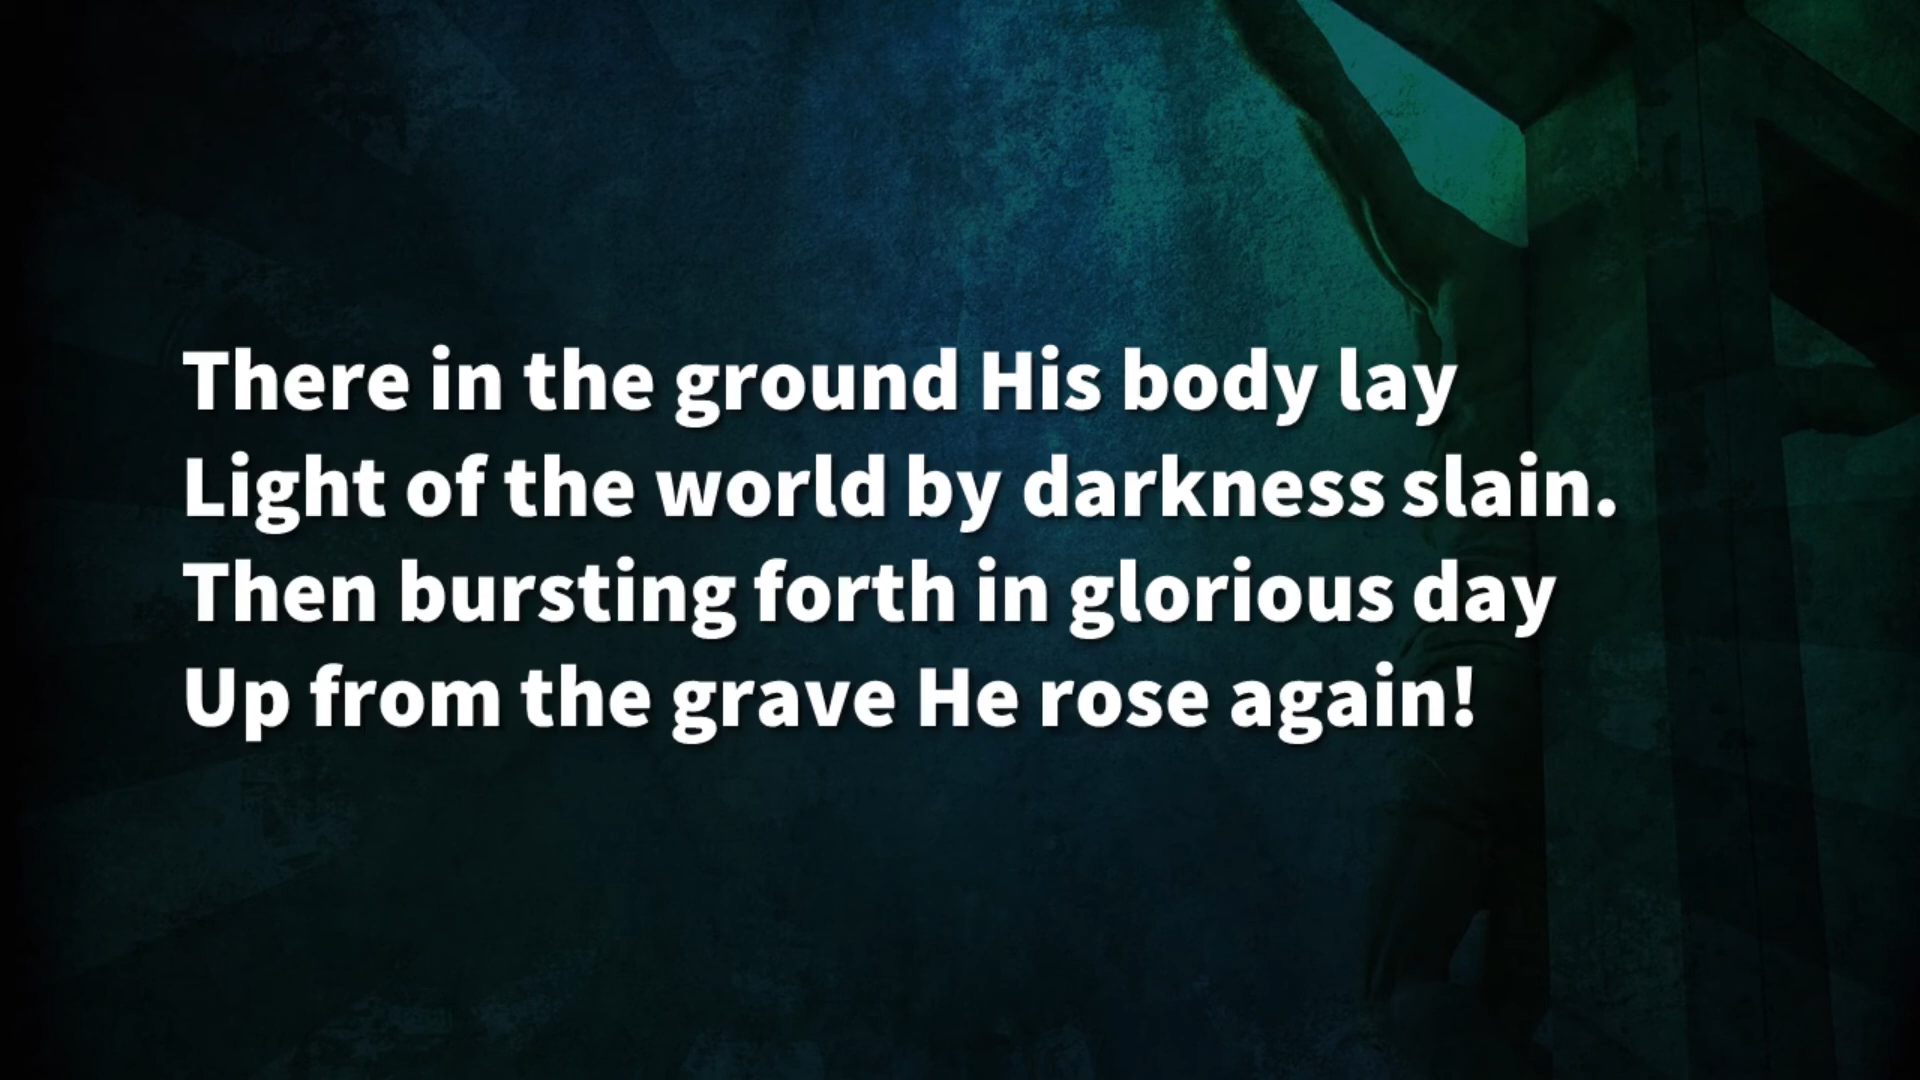 There in the ground His body lay
Light of the world by darkness slain.
Then bursting forth in glorious day
Up from the grave He rose again!